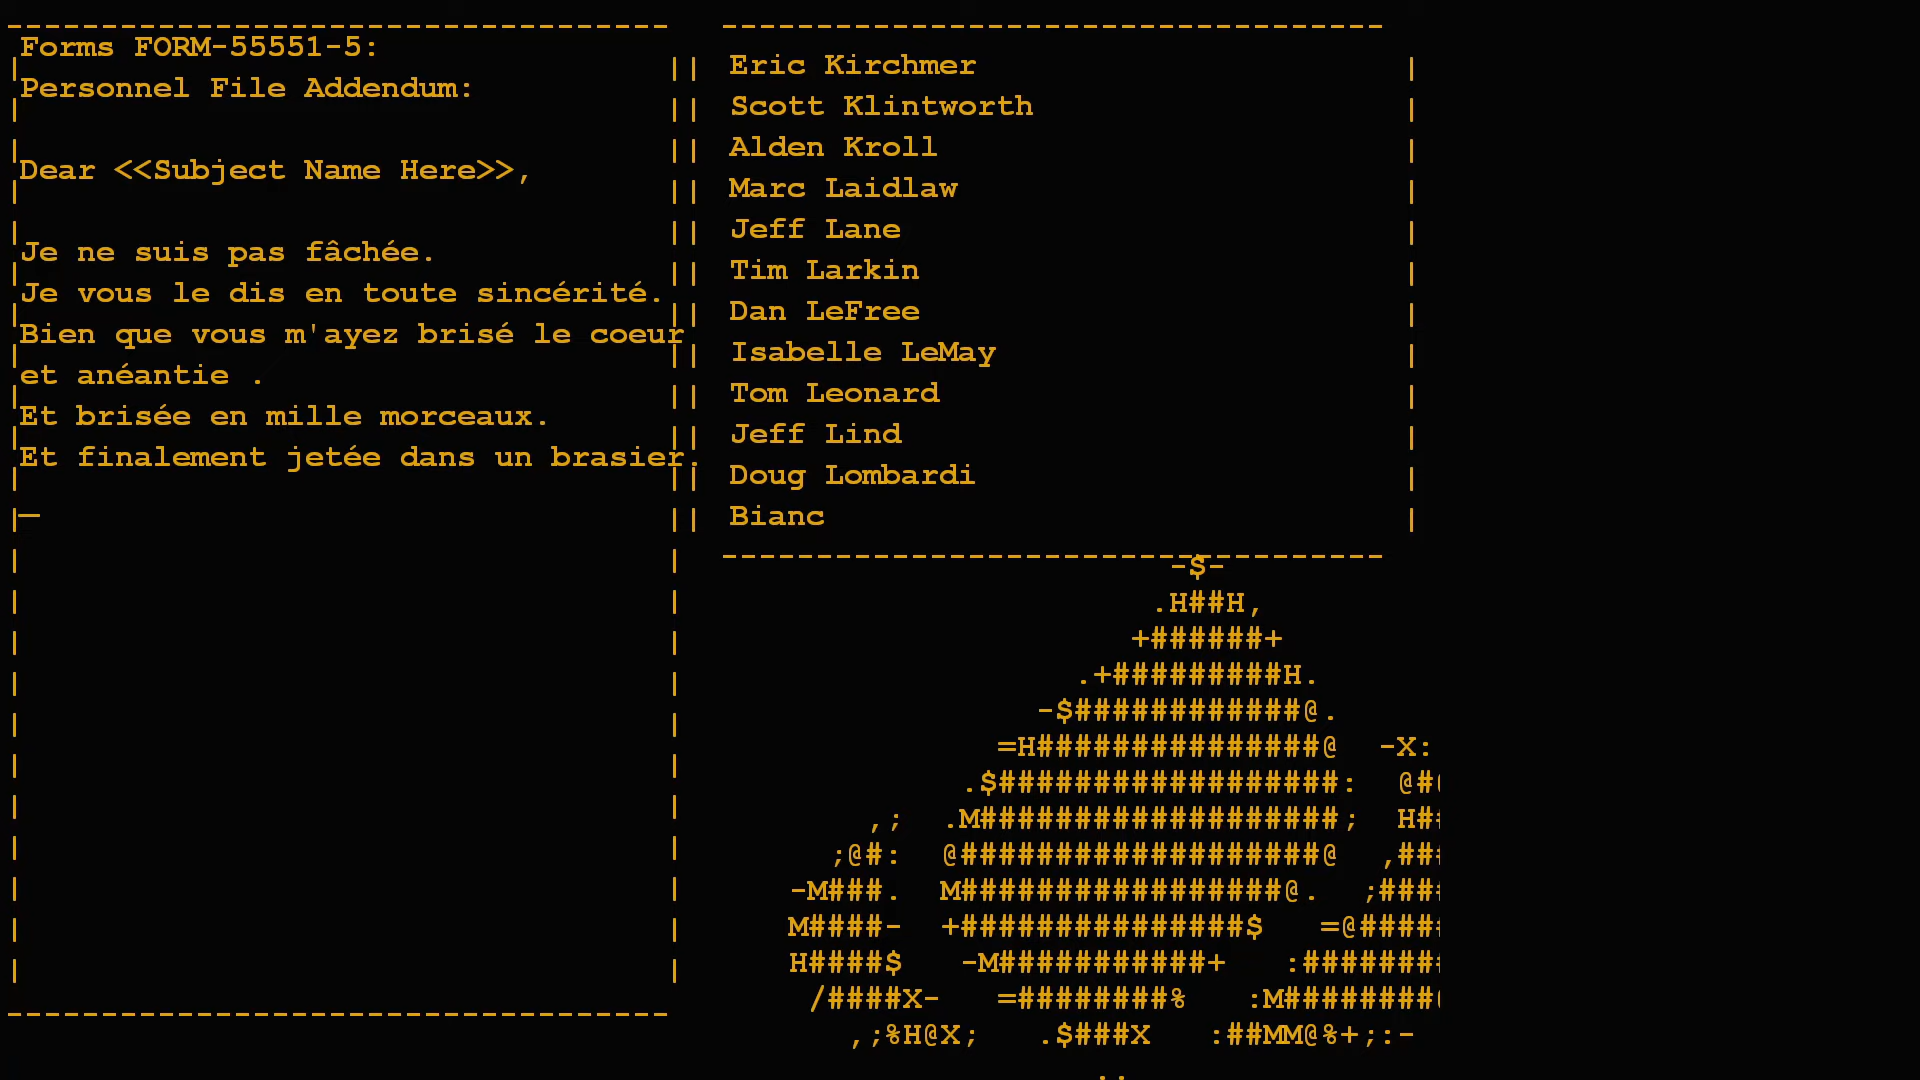 Forms FORM-55551-5:
Personnel File Addendum:
Dear <<Subject Name Here>>,
Je ne suis pas fâchée.
Je vous le dis en toute sincérité.
Bien que vous m'ayez brisé le coeur
et anéantie .
Et brisée en mille morceaux.
Et finalement jetée dans un brasier.
Eric Kirchmer
Scott Klintworth
Alden Kroll
Marc Laidlaw
Jeff Lane
Tim Larkin
Dan LeFree
Isabelle LeMay
Tom Leonard
Jeff Lind
Doug Lombardi
Bianc